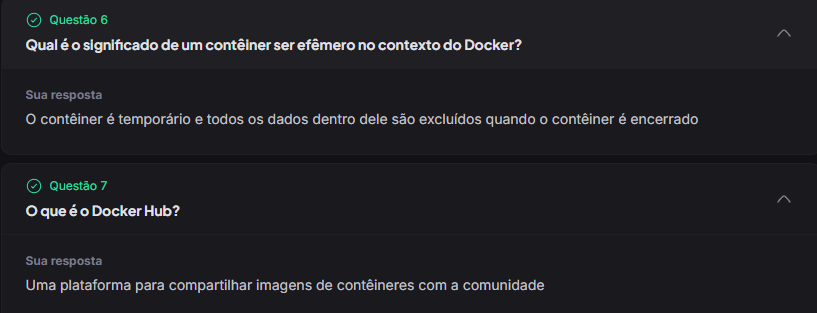 Questão 6
Qual é o significado de um contêiner ser efêmero no contexto do Docker?
Sua resposta
O contêiner é temporário e todos os dados dentro dele são excluídos quando o contêiner é encerrado
Questão 7
O que é o Docker Hub?
Sua resposta
Uma plataforma para compartilhar imagens de contêineres com a comunidade